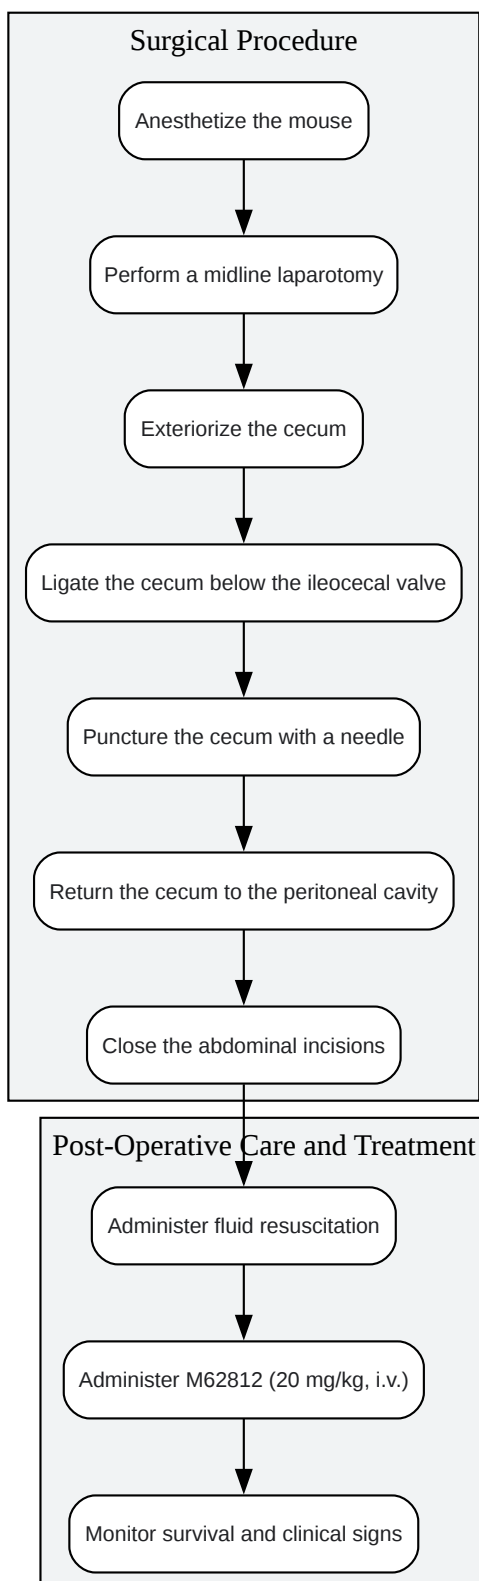 Surgical Procedure
Anesthetize the mouse
Perform a midline laparotomy
Exteriorize the cecum
Ligate the cecum below the ileocecal valve
Puncture the cecum with a needle
Return the cecum to the peritoneal cavity
Close the abdominal incisions
Post-Operative Care and Treatment
Administer fluid resuscitation
Administer M62812 (20 mg/kg, i.v.)
Monitor survival and clinical signs